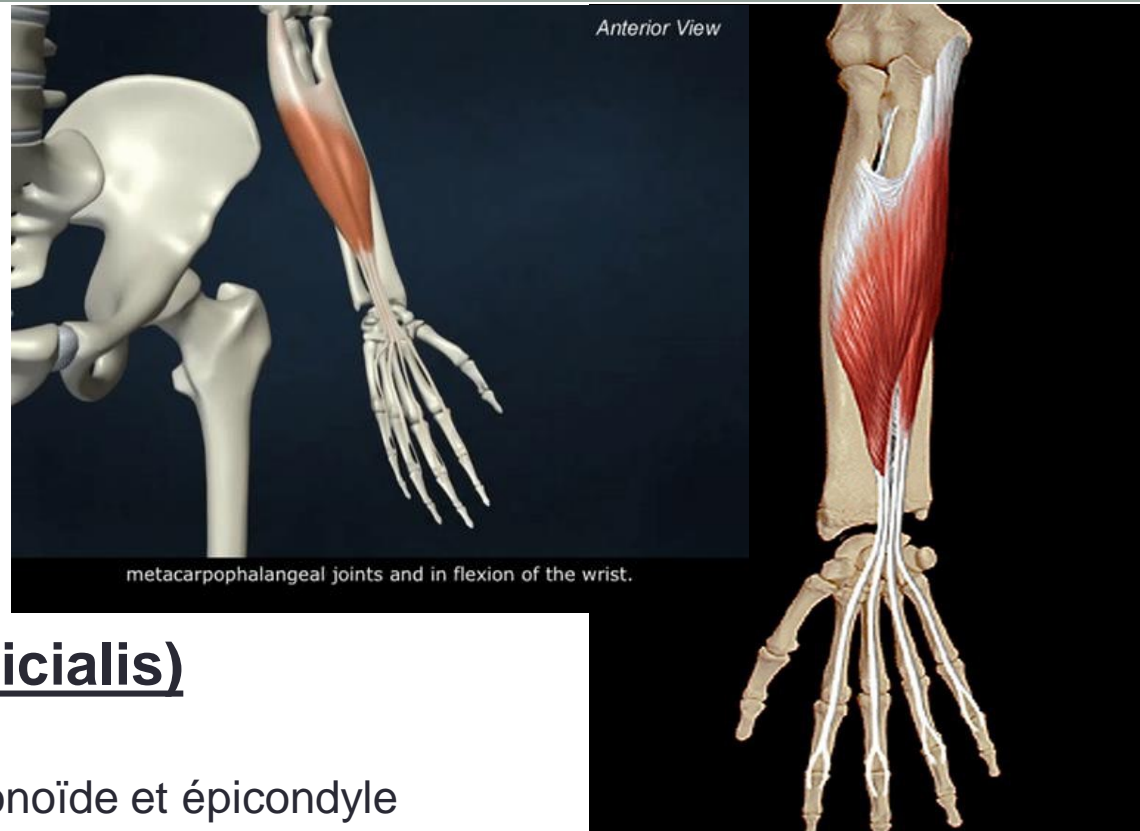 Anterior View
metacarpophalangeal joints and in flexion of the wrist.
icialis)
onoïde et épicondyle